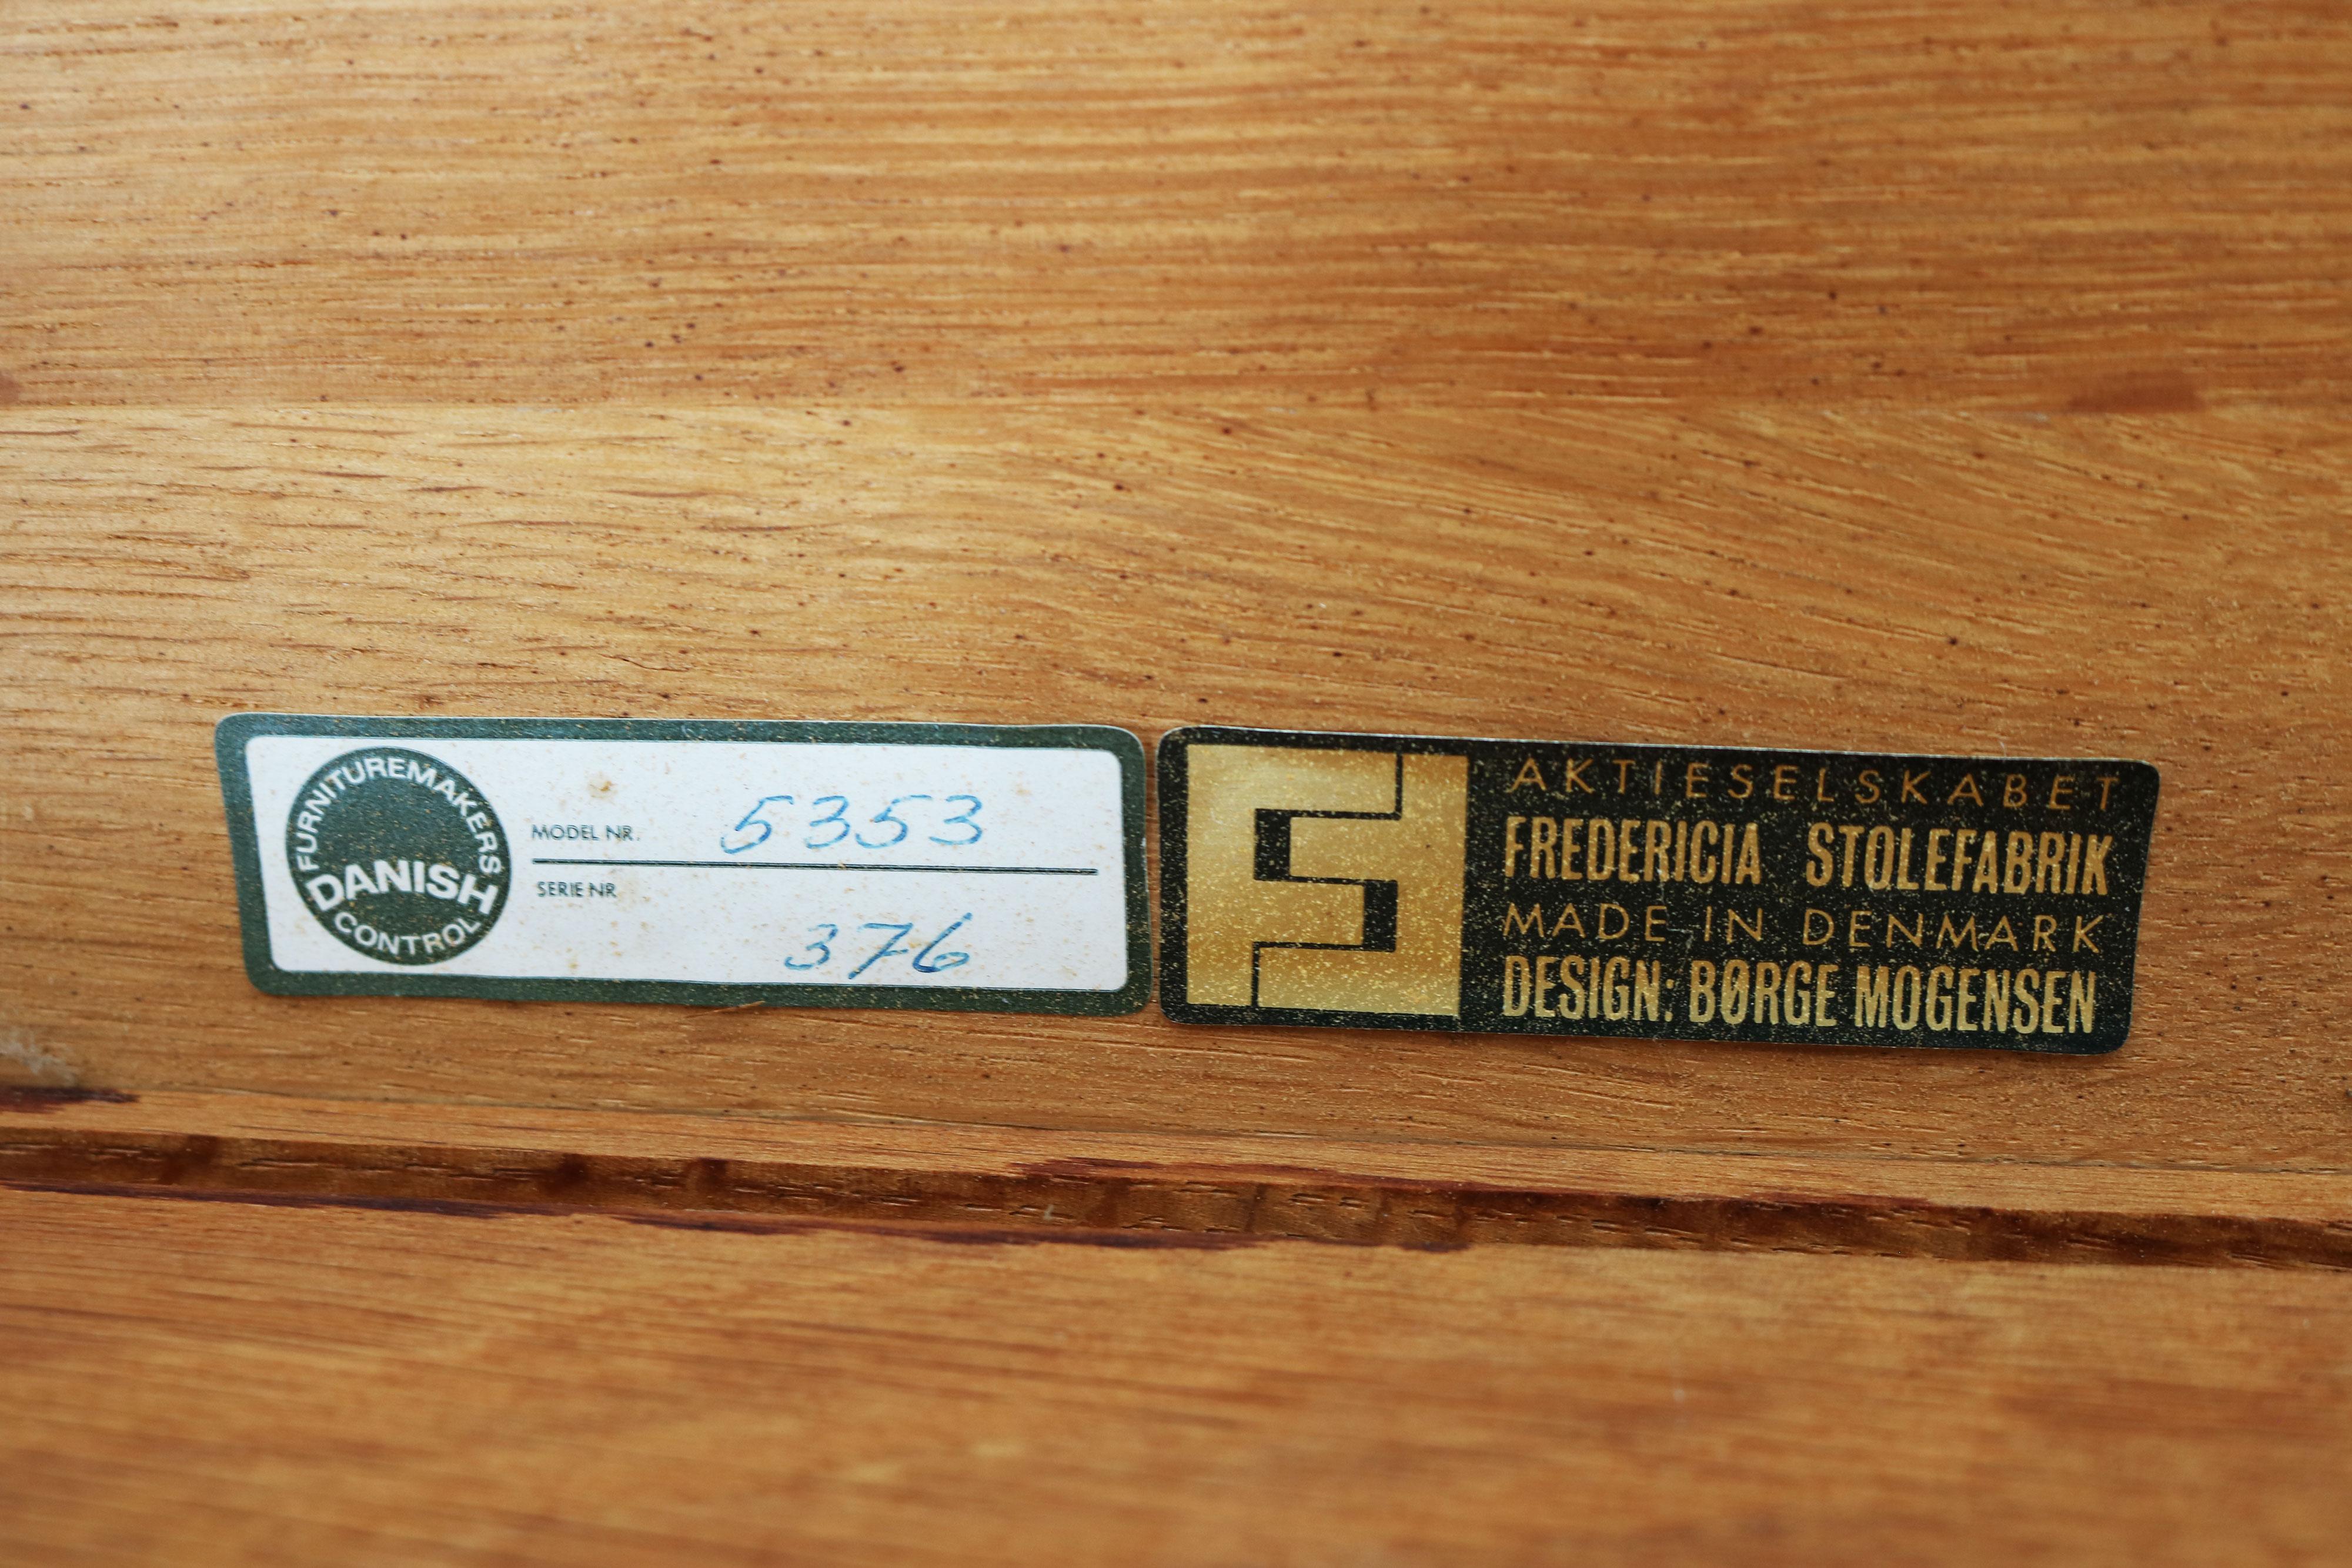 FURNITUREMAKERS
DANISH
CONTROL
MODEL NR. 5353
SERIE NR. 376
AKTIESELSKABET
FREDERICIA STOLEFABRIK
MADE IN DENMARK
DESIGN: BØRGE MOGENSEN